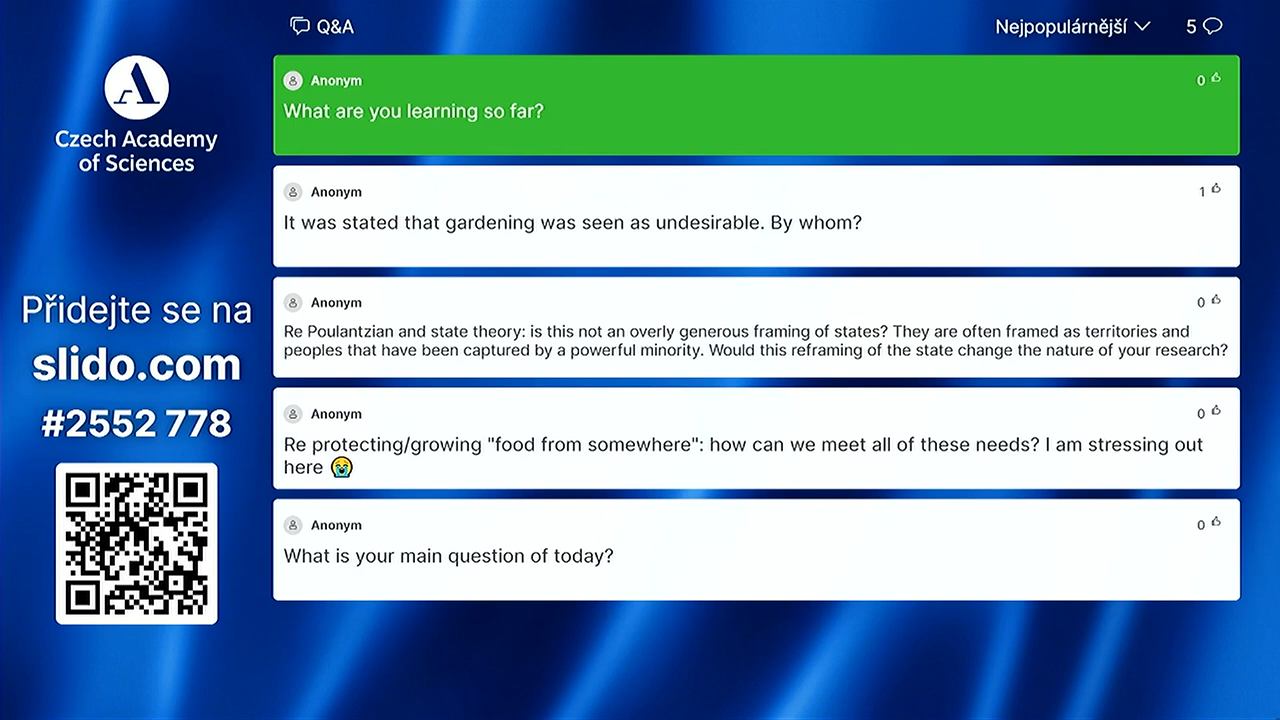 Q&A
Nejpopulárnější
5
Czech Academy
of Sciences
Přidejte se na
slido.com
#2552 778
Anonym
0
What are you learning so far?
Anonym
1
It was stated that gardening was seen as undesirable. By whom?
Anonym
0
Re Poulantzian and state theory: is this not an overly generous framing of states? They are often framed as territories and
peoples that have been captured by a powerful minority. Would this reframing of the state change the nature of your research?
Anonym
0
Re protecting/growing "food from somewhere": how can we meet all of these needs? I am stressing out
here 😭
Anonym
0
What is your main question of today?